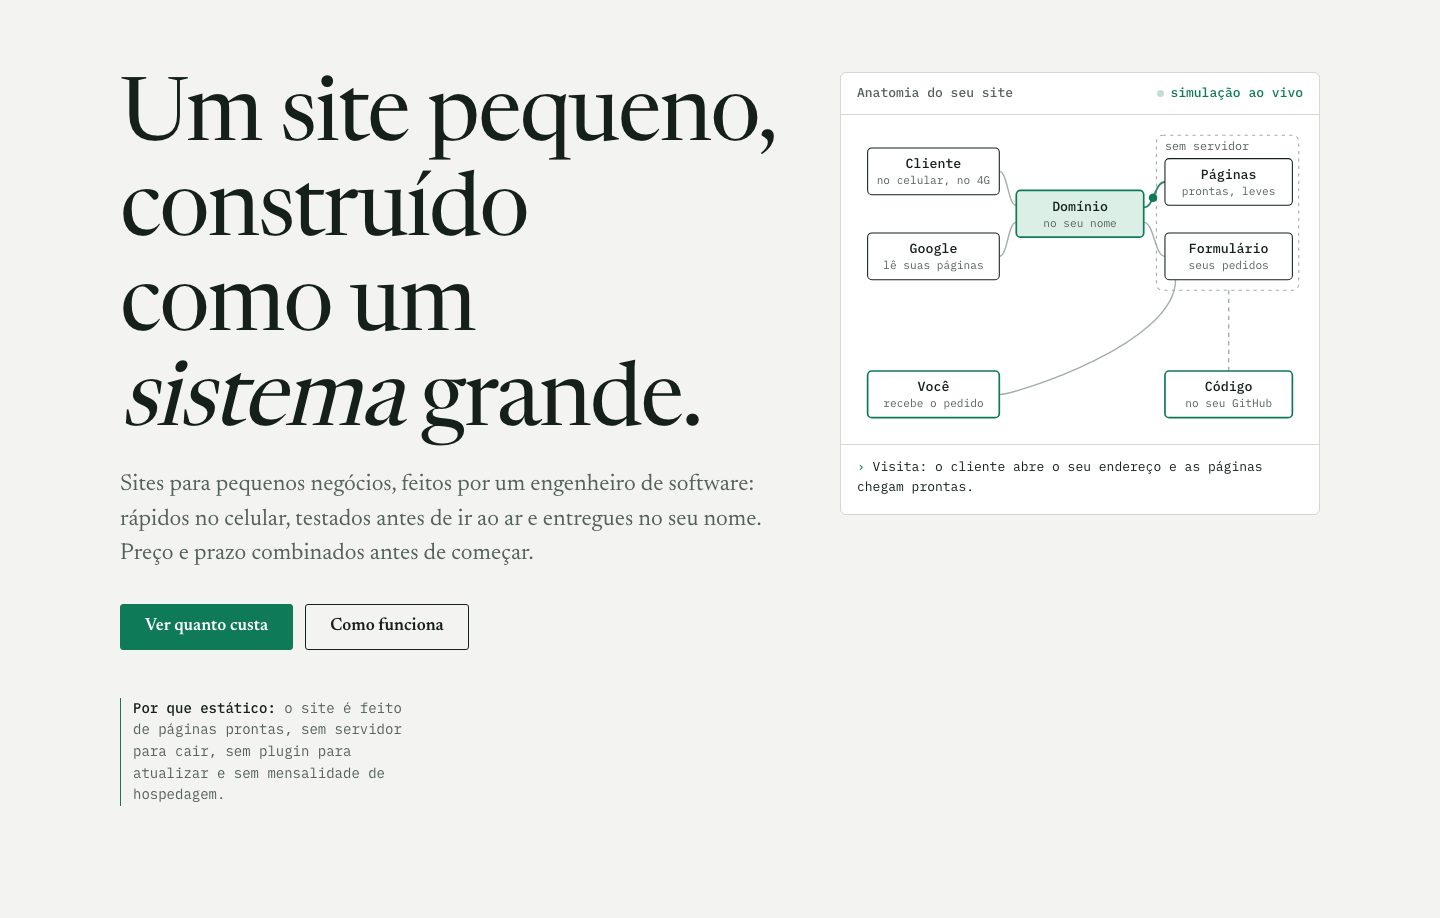 Um site pequeno,
construído
como um
sistema grande.
Sites para pequenos negócios, feitos por um engenheiro de software:
rápidos no celular, testados antes de ir ao ar e entregues no seu nome.
Preço e prazo combinados antes de começar.
Ver quanto custa
Como funciona
Por que estático: o site é feito
de páginas prontas, sem servidor
para cair, sem plugin para
atualizar e sem mensalidade de
hospedagem.
Anatomia do seu site
simulação ao vivo
Cliente
no celular, no 4G
Google
lê suas páginas
Domínio
no seu nome
sem servidor
Páginas
prontas, leves
Formulário
seus pedidos
Você
recebe o pedido
Código
no seu GitHub
› Visita: o cliente abre o seu endereço e as páginas
chegam prontas.